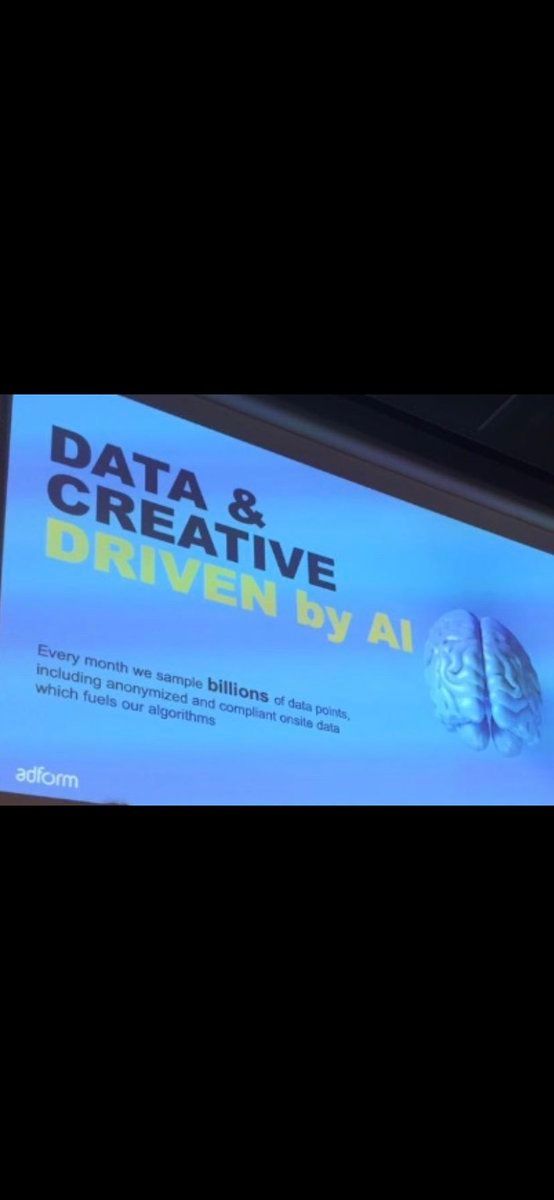 DATA &
CREATIVE
DRIVEN by AI
Every month we sample billions of data points,
including anonymized and compliant onsite data
which fuels our algorithms
adform